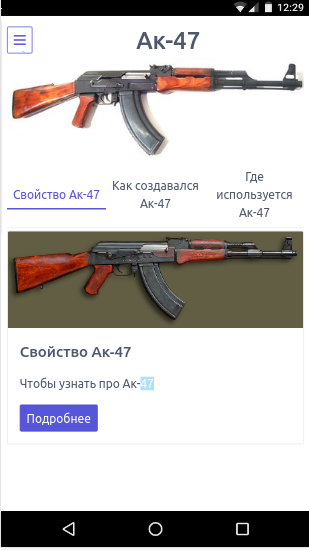 12:29
Ак-47
Свойство Ак-47
Как создавался
Ак-47
Где
используется
Ак-47
Свойство Ак-47
Чтобы узнать про Ак-47
Подробнее